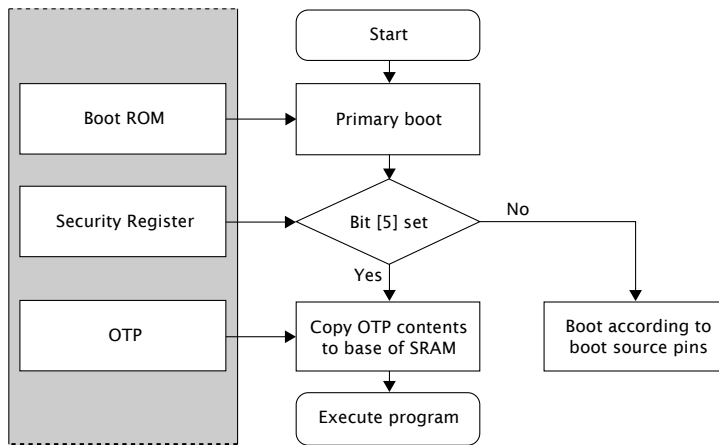 Start
Boot ROM
Primary boot
Security Register
Bit [5] set
No
Yes
OTP
Copy OTP contents
to base of SRAM
Boot according to
boot source pins
Execute program